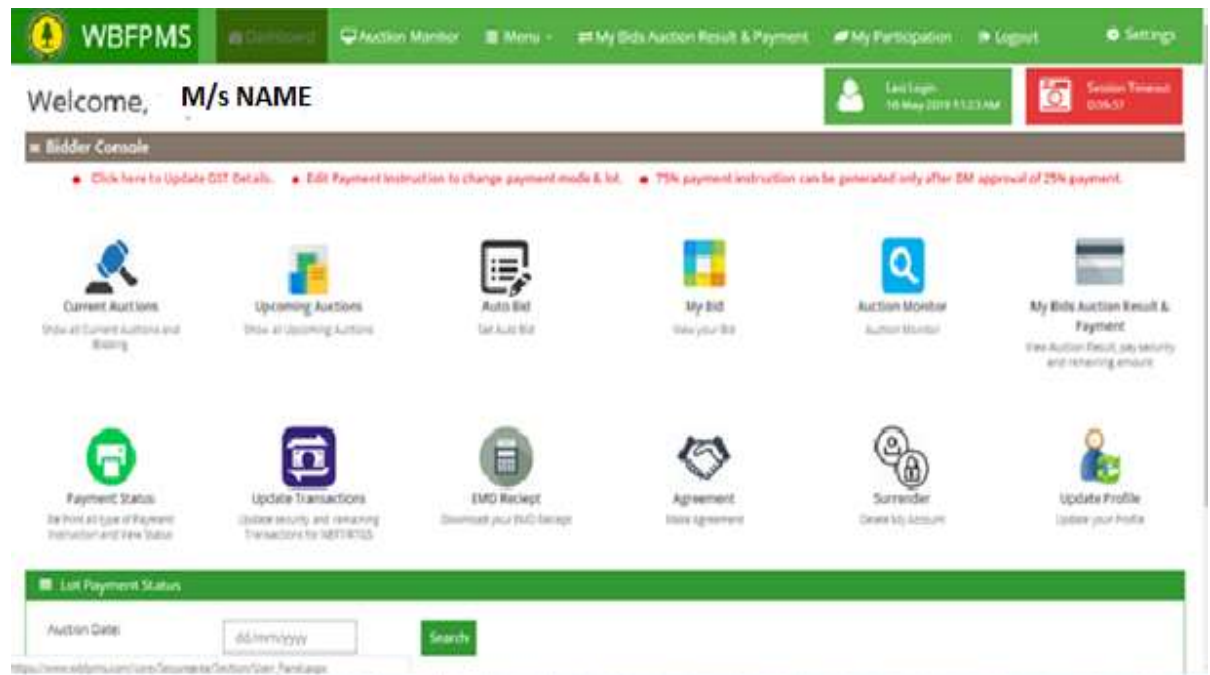 WBFPMS Dashboard Auction Monitor Menu My Bids Auction Result & Payment My Participation Logout Settings
Welcome, M/s NAME
Last Login
Session Timeout
Bidder Console
Click here to Update GST Details. Edit Payment Instruction to change payment mode & lot. 75% payment instruction can be generated only after DM approval of 25% payment.
Current Auctions
Show all Current Auctions and
Bidding
Upcoming Auctions
Show all Upcoming Auctions
Auto Bid
Set Auto Bid
My Bid
View your Bid
Auction Monitor
Auction Monitor
My Bids Auction Result &
Payment
View Auction Result, pay security
and remaining amount
Payment Status
Re Print all type of Payment
Instruction and View Status
Update Transactions
Update security and remaining
Transactions for NEFT/RTGS
EMD Reciept
Download your EMD Reciept
Agreement
Make Agreement
Surrender
Delete My Account
Update Profile
Update your Profile
Lot Payment Status
Auction Date:
dd/mm/yyyy
Search